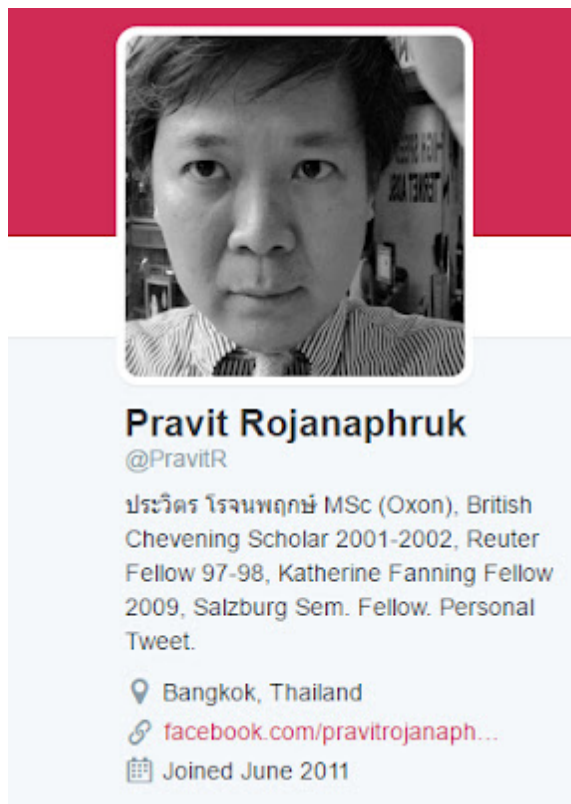 Pravit Rojanaphruk
@PravitR
ประวิตร โรจนพฤกษ์ MSc (Oxon), British
Chevening Scholar 2001-2002, Reuter
Fellow 97-98, Katherine Fanning Fellow
2009, Salzburg Sem. Fellow. Personal
Tweet.
Bangkok, Thailand
facebook.com/pravitrojanaph...
Joined June 2011